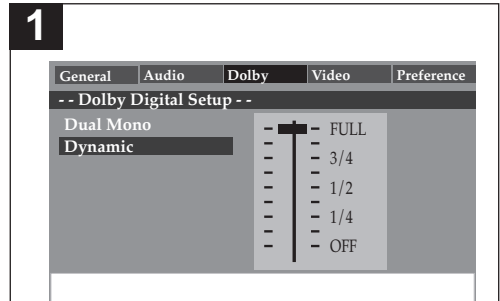 1
General Audio Dolby Video Preference
- - Dolby Digital Setup - -
Dual Mono
Dynamic
FULL
3/4
1/2
1/4
OFF